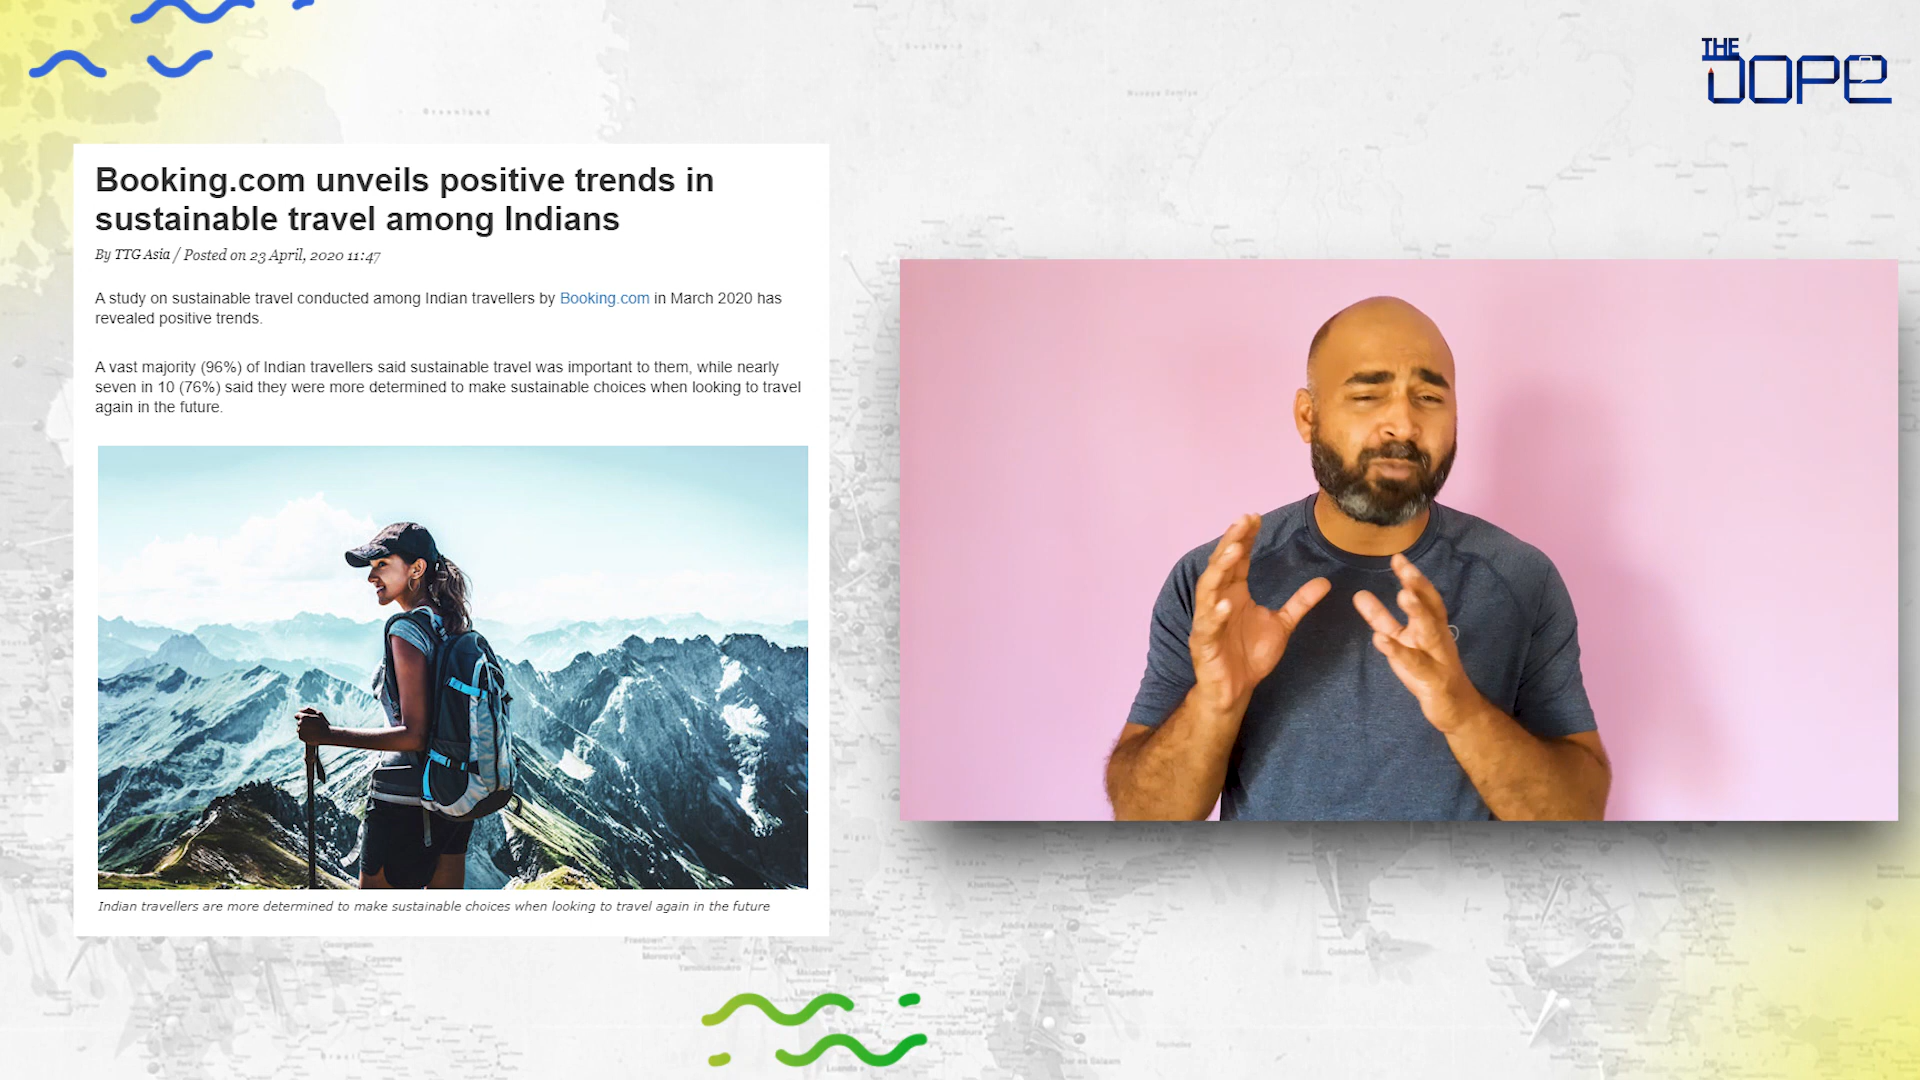 THE
DOPE
Booking.com unveils positive trends in
sustainable travel among Indians
By TTG Asia / Posted on 23 April, 2020 11:47
A study on sustainable travel conducted among Indian travellers by Booking.com in March 2020 has
revealed positive trends.
A vast majority (96%) of Indian travellers said sustainable travel was important to them, while nearly
seven in 10 (76%) said they were more determined to make sustainable choices when looking to travel
again in the future.
Indian travellers are more determined to make sustainable choices when looking to travel again in the future